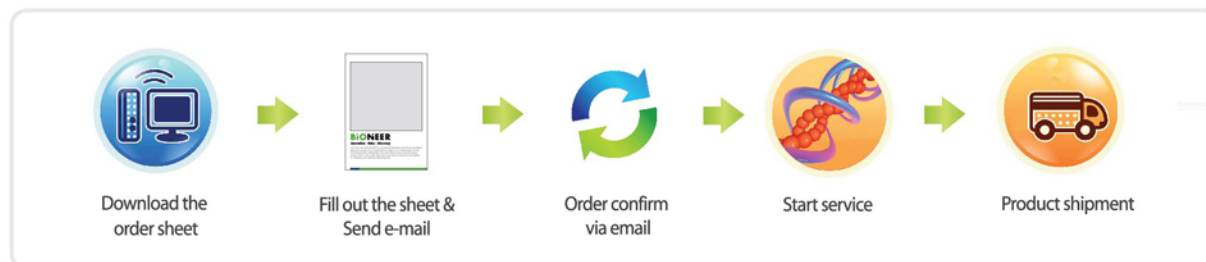 BiONEER
Download the
order sheet
Fill out the sheet &
Send e-mail
Order confirm
via email
Start service
Product shipment